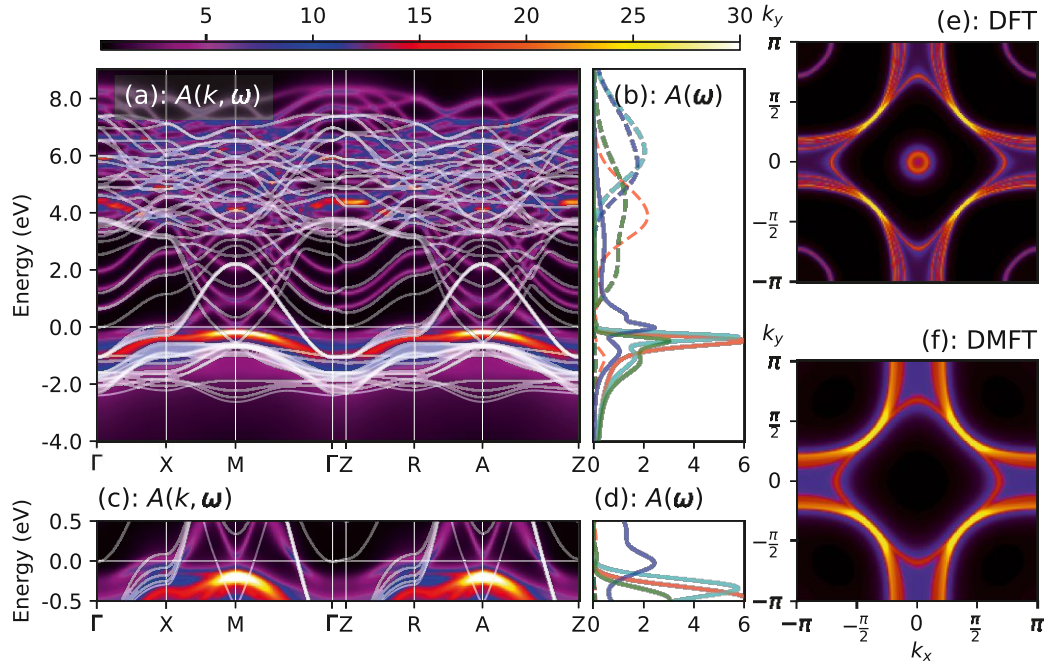 5 10 15 20 25 30
(a): A(k, ω)
Energy (eV)
8.0
6.0
4.0
2.0
0.0
-2.0
-4.0
Γ X M Γ Z R A Z
(b): A(ω)
0 2 4 6
(c): A(k, ω)
Energy (eV)
0.5
0.0
-0.5
Γ X M Γ Z R A Z
(d): A(ω)
0 2 4 6
(e): DFT
k_y
π
π/2
0
−π/2
−π
(f): DMFT
k_y
π
π/2
0
−π/2
−π
−π −π/2 0 π/2 π
k_x